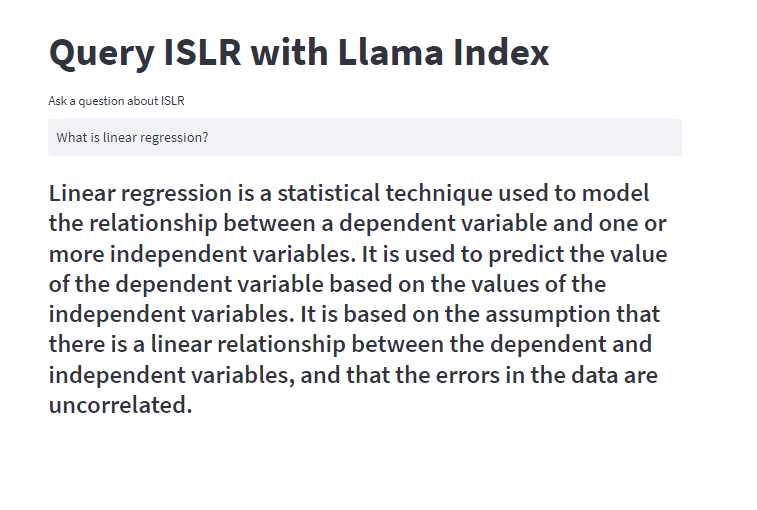 Query ISLR with Llama Index
Ask a question about ISLR
What is linear regression?
Linear regression is a statistical technique used to model
the relationship between a dependent variable and one or
more independent variables. It is used to predict the value
of the dependent variable based on the values of the
independent variables. It is based on the assumption that
there is a linear relationship between the dependent and
independent variables, and that the errors in the data are
uncorrelated.